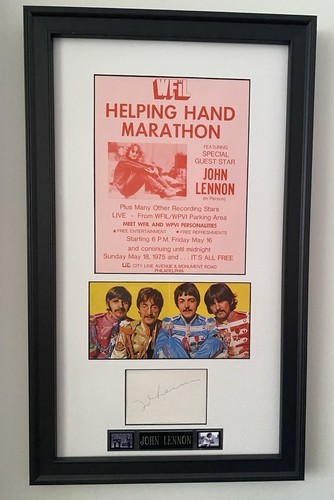 WFiL
HELPING HAND
MARATHON
FEATURING
SPECIAL
GUEST STAR
JOHN
LENNON
(In Person)
Plus Many Other Recording Stars
LIVE - From WFIL/WPVI Parking Area
MEET WFIL AND WPVI PERSONALITIES
★ FREE ENTERTAINMENT ★ FREE REFRESHMENTS
Starting 6 P.M. Friday May 16
and continuing until midnight
Sunday May 18, 1975 and . . . IT'S ALL FREE
CITY LINE AVENUE & MONUMENT ROAD
PHILADELPHIA
JOHN LENNON